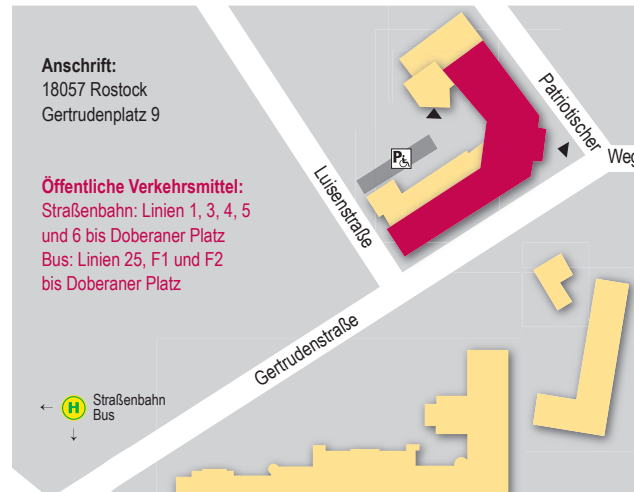 Anschrift:
18057 Rostock
Gertrudenplatz 9
Öffentliche Verkehrsmittel:
Straßenbahn: Linien 1, 3, 4, 5
und 6 bis Doberaner Platz
Bus: Linien 25, F1 und F2
bis Doberaner Platz
Patriotischer
Weg
P
Luisenstraße
Gertrudenstraße
← H Straßenbahn
Bus
↓